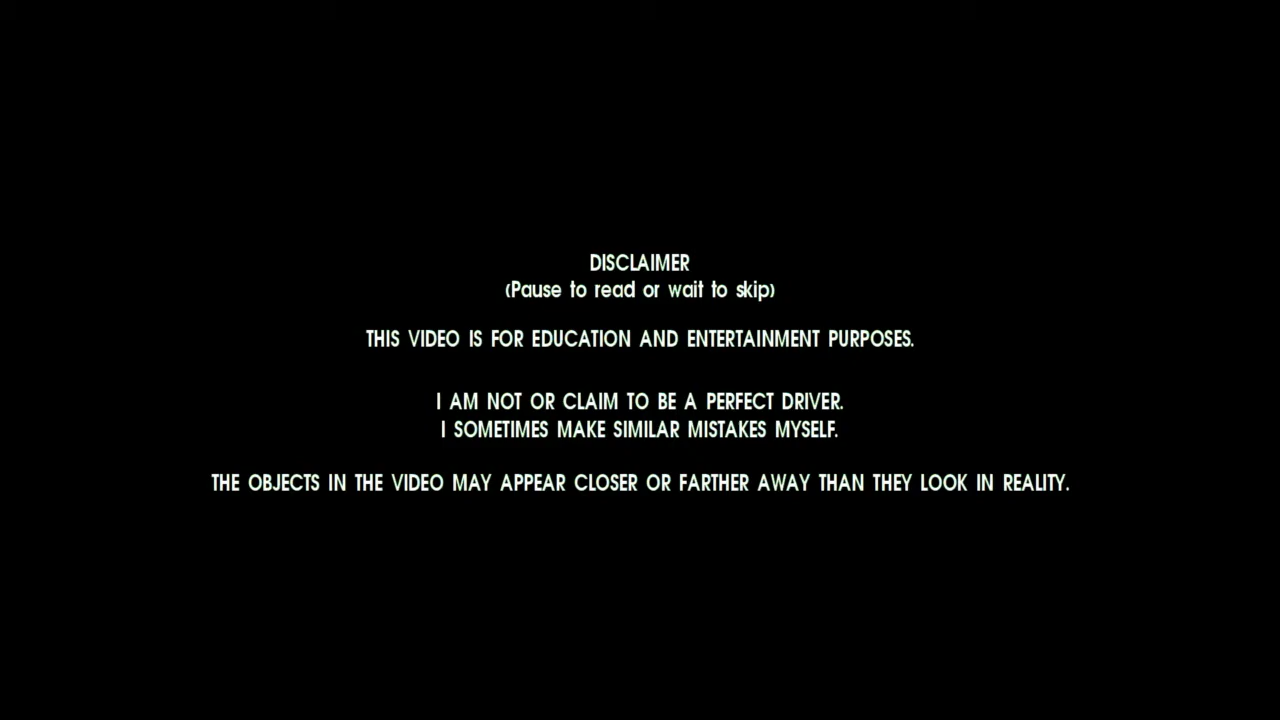 DISCLAIMER
(Pause to read or wait to skip)
THIS VIDEO IS FOR EDUCATION AND ENTERTAINMENT PURPOSES.
I AM NOT OR CLAIM TO BE A PERFECT DRIVER.
I SOMETIMES MAKE SIMILAR MISTAKES MYSELF.
THE OBJECTS IN THE VIDEO MAY APPEAR CLOSER OR FARTHER AWAY THAN THEY LOOK IN REALITY.